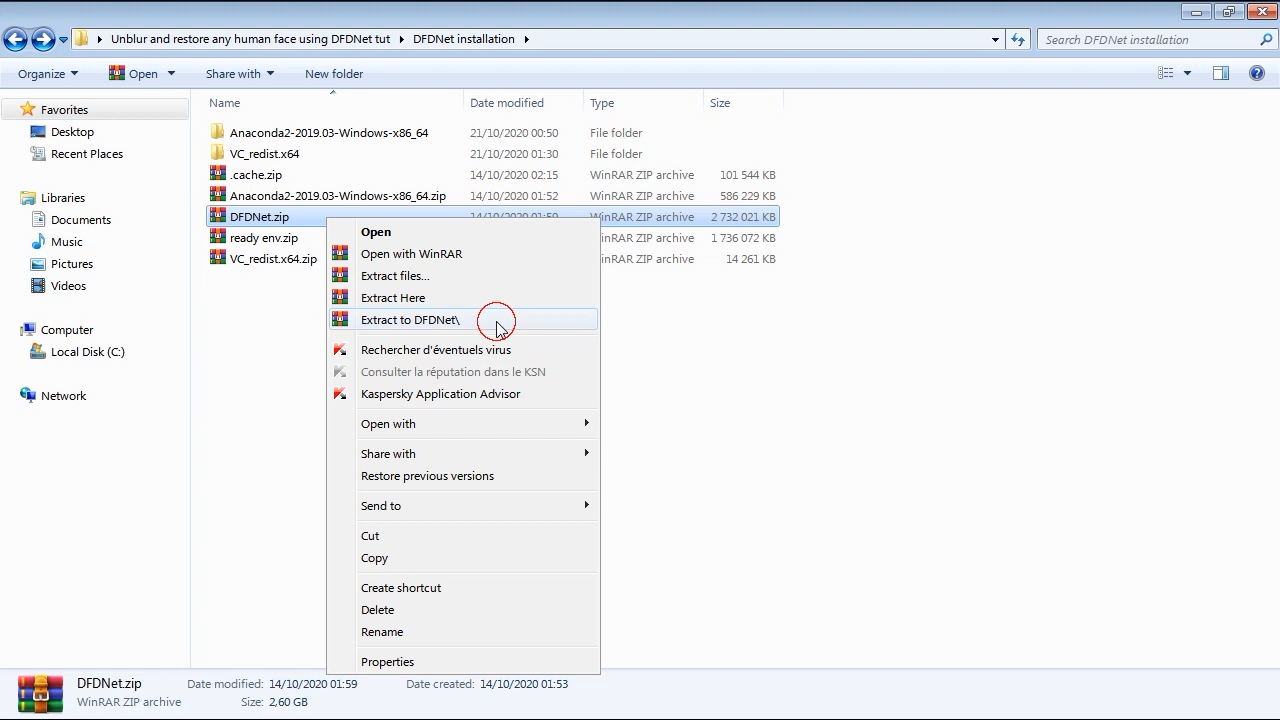 Unblur and restore any human face using DFDNet tut
DFDNet installation
Search DFDNet installation
Organize
Open
Share with
New folder
Favorites
Desktop
Recent Places
Libraries
Documents
Music
Pictures
Videos
Computer
Local Disk (C:)
Network
Name Date modified Type Size
Anaconda2-2019.03-Windows-x86_64 21/10/2020 00:50 File folder
VC_redist.x64 21/10/2020 01:30 File folder
.cache.zip 14/10/2020 02:15 WinRAR ZIP archive 101 544 KB
Anaconda2-2019.03-Windows-x86_64.zip 14/10/2020 01:52 WinRAR ZIP archive 586 229 KB
DFDNet.zip 14/10/2020 01:59 WinRAR ZIP archive 2 732 021 KB
ready env.zip inRAR ZIP archive 1 736 072 KB
VC_redist.x64.zip inRAR ZIP archive 14 261 KB
Open
Open with WinRAR
Extract files...
Extract Here
Extract to DFDNet\
Rechercher d'éventuels virus
Consulter la réputation dans le KSN
Kaspersky Application Advisor
Open with
Share with
Restore previous versions
Send to
Cut
Copy
Create shortcut
Delete
Rename
Properties
DFDNet.zip Date modified: 14/10/2020 01:59 Date created: 14/10/2020 01:53
WinRAR ZIP archive Size: 2,60 GB